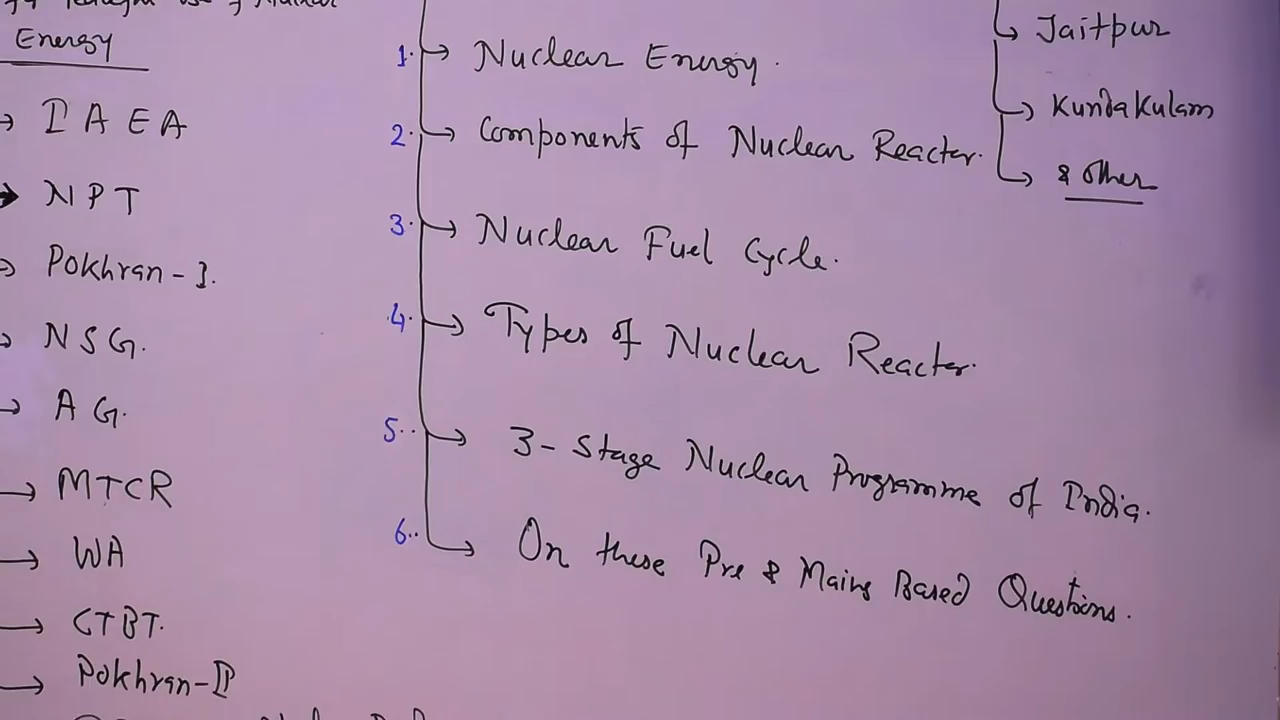 Energy
IAEA
NPT
Pokhran-I.
NSG.
AG.
MTCR
WA
CTBT.
Pokhran-II
1. Nuclear Energy.
2. Components of Nuclear Reactor.
3. Nuclear Fuel Cycle.
4. Types of Nuclear Reactor.
5. 3-Stage Nuclear Programme of India.
6. On these Pre & Mains Based Questions.
Jaitpur
Kundakulam
& other